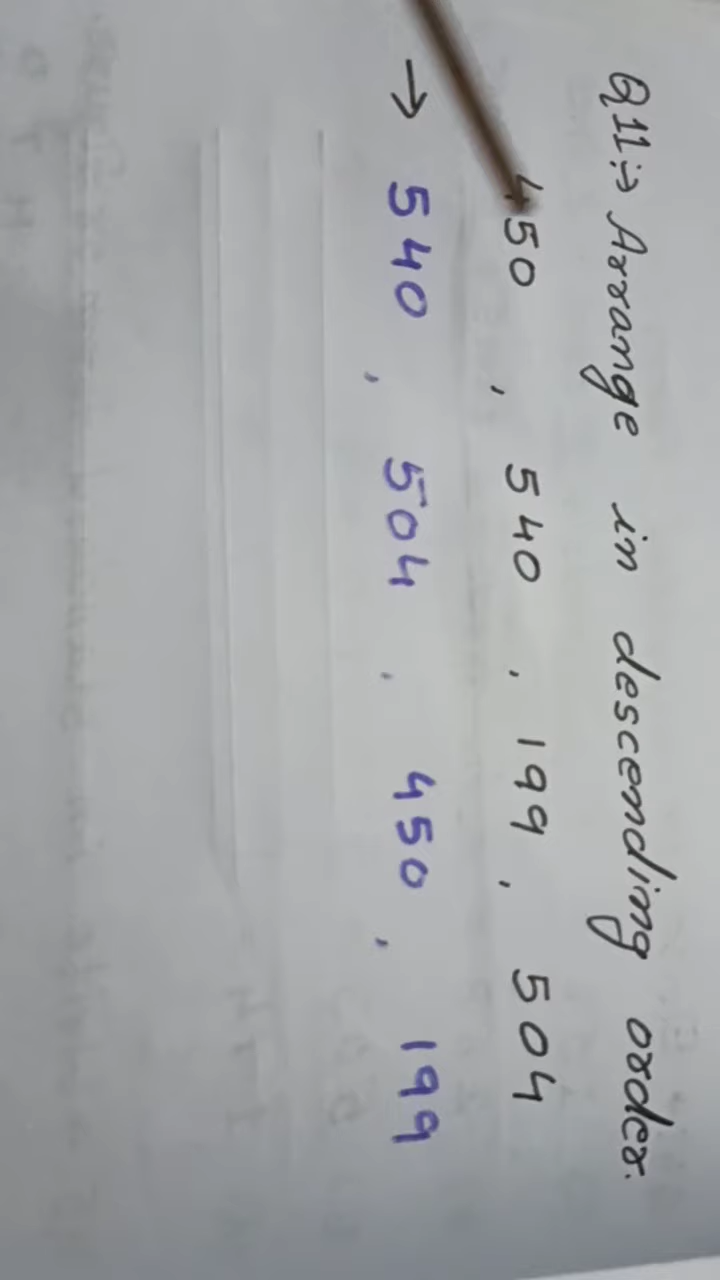 Q11:→ Arrange in descending order.
450 , 540 , 199 , 504
→ 540 , 504 , 450 , 199